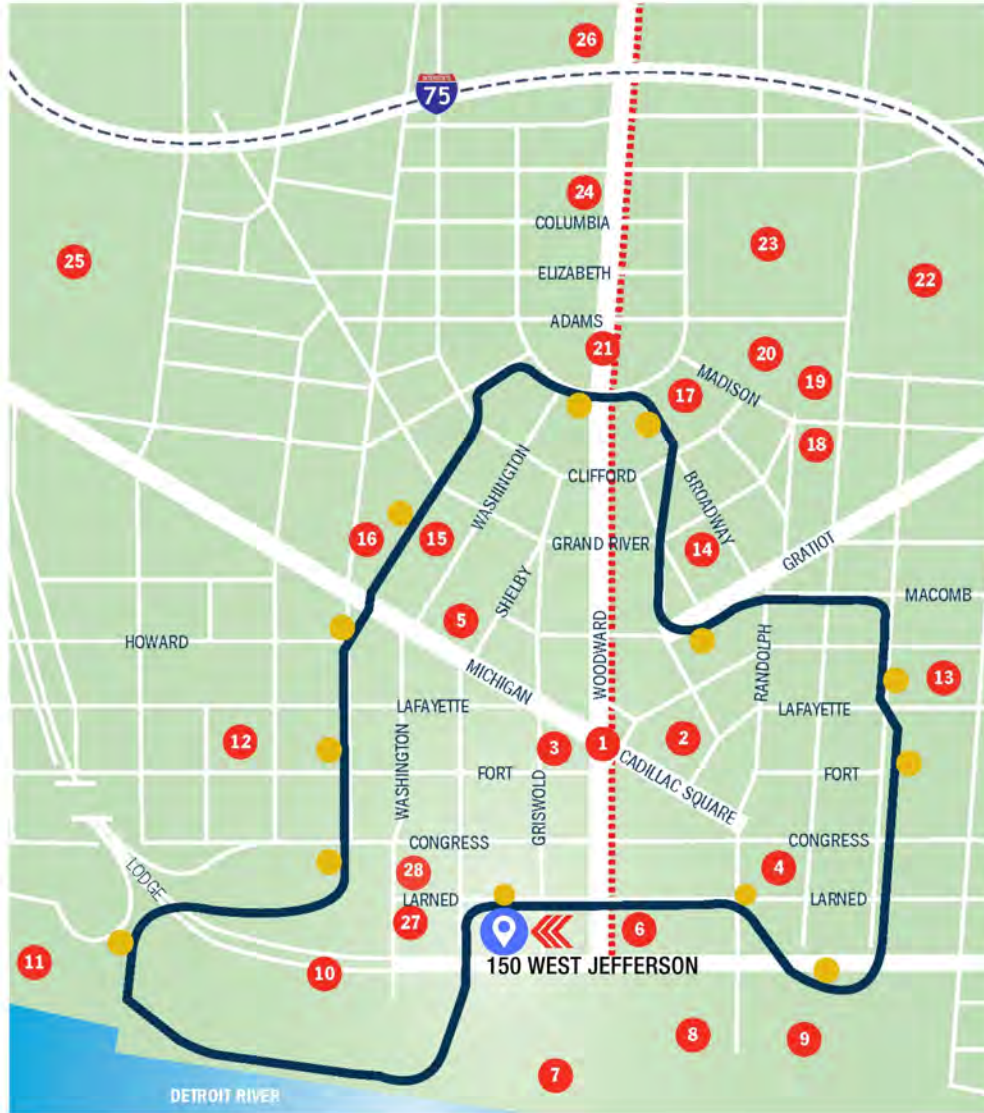 26
INTERSTATE
75
24
COLUMBIA
23
25
ELIZABETH
22
ADAMS
21
20
MADISON
19
17
18
WASHINGTON
CLIFFORD
BROADWAY
16
15
GRAND RIVER
14
GRATIOT
SHELBY
MACOMB
5
HOWARD
WOODWARD
RANDOLPH
MICHIGAN
13
LAFAYETTE
LAFAYETTE
12
3
1
2
WASHINGTON
FORT
GRISWOLD
CADILLAC SQUARE
FORT
CONGRESS
CONGRESS
LODGE
28
4
LARNED
LARNED
27
6
11
10
150 WEST JEFFERSON
8
9
7
DETROIT RIVER